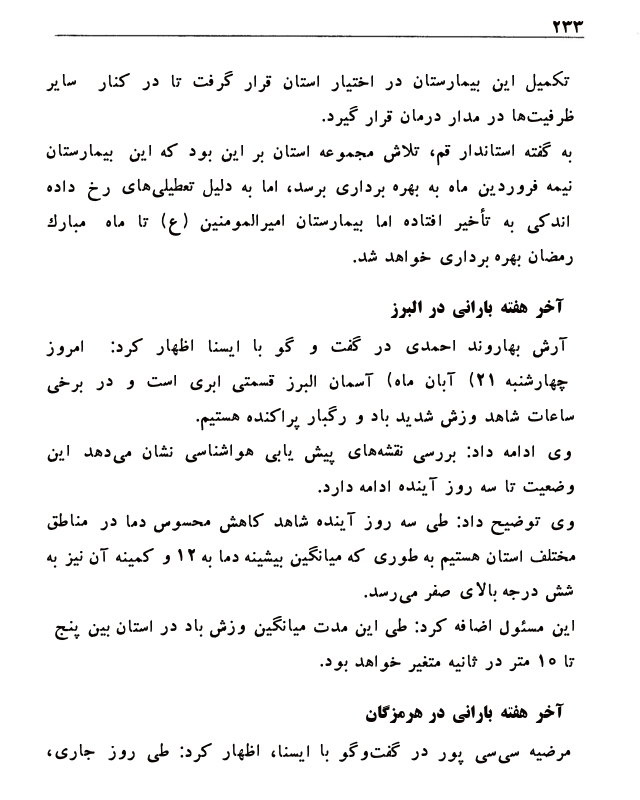 ۲۳۳
تکمیل این بیمارستان در اختیار استان قرار گرفت تا در کنار سایر
ظرفیت‌ها در مدار درمان قرار گیرد.
به گفته استاندار قم، تلاش مجموعه استان بر این بود که این بیمارستان
نیمه فروردین ماه به بهره برداری برسد، اما به دلیل تعطیلی‌های رخ داده
اندکی به تأخیر افتاده اما بیمارستان امیرالمومنین (ع) تا ماه مبارك
رمضان بهره برداری خواهد شد.
آخر هفته بارانی در البرز
آرش بهاروند احمدی در گفت و گو با ایسنا اظهار کرد: امروز
چهارشنبه ۲۱) آبان ماه) آسمان البرز قسمتی ابری است و در برخی
ساعات شاهد وزش شدید باد و رگبار پراکنده هستیم.
وی ادامه داد: بررسی نقشه‌های پیش یابی هواشناسی نشان می‌دهد این
وضعیت تا سه روز آینده ادامه دارد.
وی توضیح داد: طی سه روز آینده شاهد کاهش محسوس دما در مناطق
مختلف استان هستیم به طوری که میانگین بیشینه دما به ۱۲ و کمینه آن نیز به
شش درجه بالای صفر می‌رسد.
این مسئول اضافه کرد: طی این مدت میانگین وزش باد در استان بین پنج
تا ۱۰ متر در ثانیه متغیر خواهد بود.
آخر هفته بارانی در هرمزگان
مرضیه سی‌سی پور در گفت‌وگو با ایسنا، اظهار کرد: طی روز جاری،